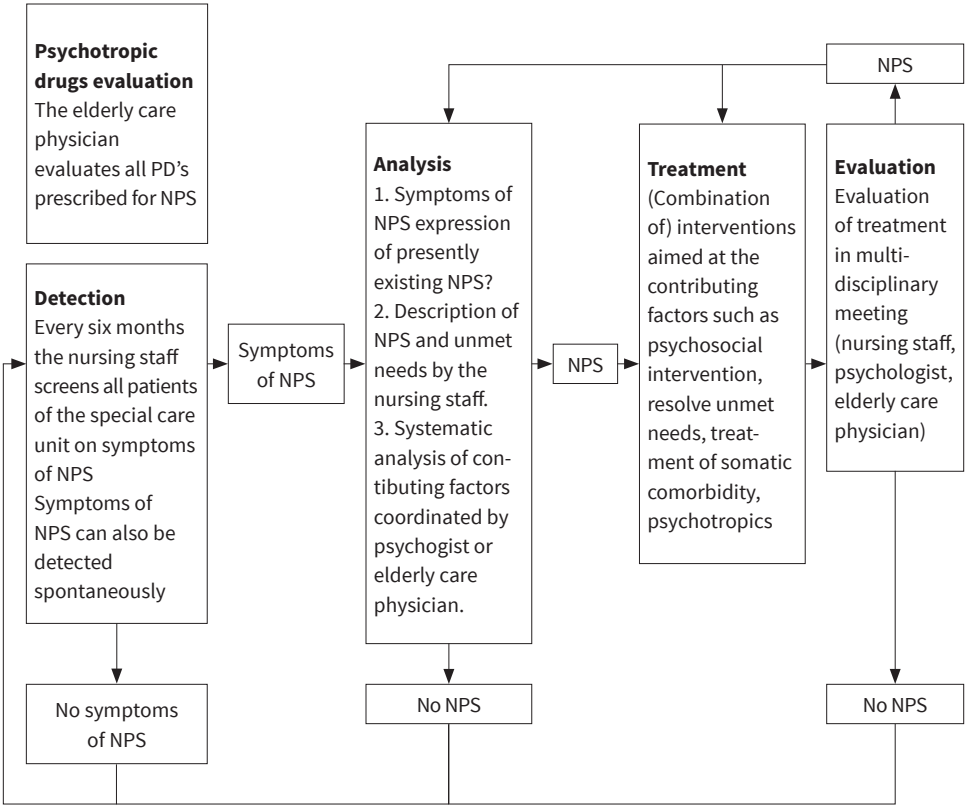 Psychotropic
drugs evaluation
The elderly care
physician
evaluates all PD's
prescribed for NPS
Detection
Every six months
the nursing staff
screens all patients
of the special care
unit on symptoms
of NPS
Symptoms of
NPS can also be
detected
spontaneously
No symptoms
of NPS
Symptoms
of NPS
Analysis
1. Symptoms of
NPS expression
of presently
existing NPS?
2. Description of
NPS and unmet
needs by the
nursing staff.
3. Systematic
analysis of con-
tibuting factors
coordinated by
psychogist or
elderly care
physician.
No NPS
NPS
Treatment
(Combination
of) interventions
aimed at the
contributing
factors such as
psychosocial
intervention,
resolve unmet
needs, treat-
ment of somatic
comorbidity,
psychotropics
NPS
Evaluation
Evaluation
of treatment
in multi-
disciplinary
meeting
(nursing staff,
psychologist,
elderly care
physician)
No NPS